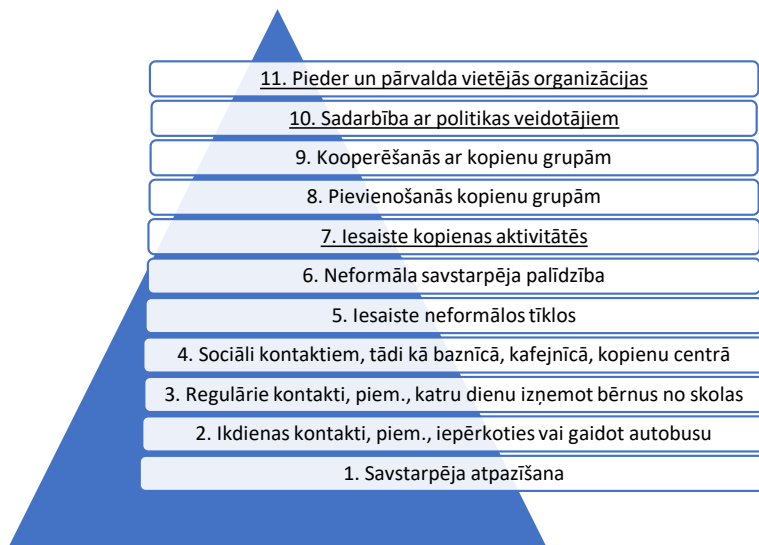 11. Pieder un pārvalda vietējās organizācijas
10. Sadarbība ar politikas veidotājiem
9. Kooperēšanās ar kopienu grupām
8. Pievienošanās kopienu grupām
7. Iesaiste kopienas aktivitātēs
6. Neformāla savstarpēja palīdzība
5. Iesaiste neformālos tīklos
4. Sociāli kontaktiem, tādi kā baznīcā, kafejnīcā, kopienu centrā
3. Regulārie kontakti, piem., katru dienu izņemot bērnus no skolas
2. Ikdienas kontakti, piem., iepērkoties vai gaidot autobusu
1. Savstarpēja atpazīšana